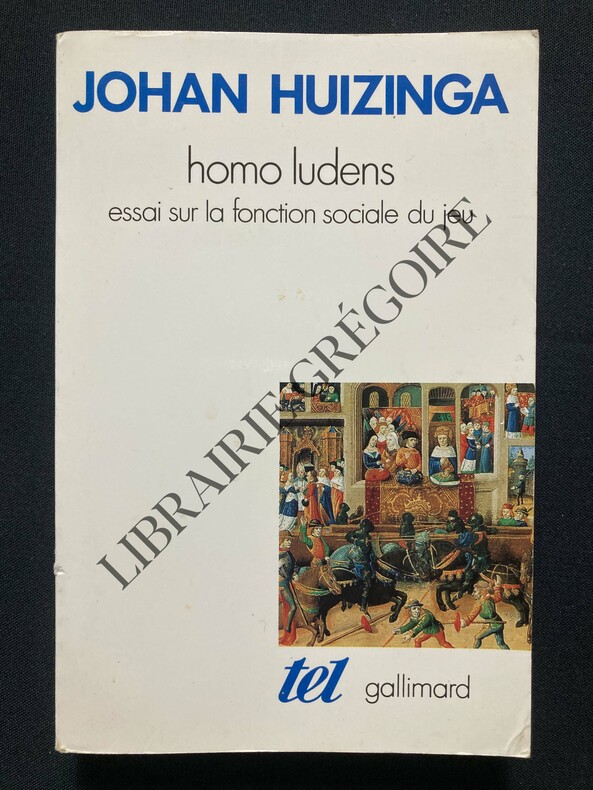 JOHAN HUIZINGA
homo ludens
essai sur la fonction sociale du jeu
LIBRAIRIE GRÉGOIRE
tel gallimard